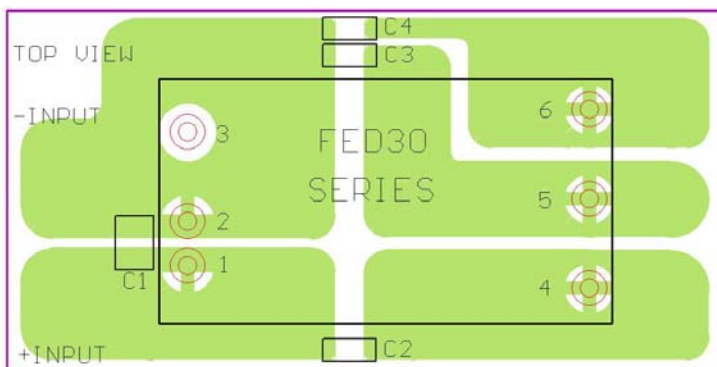 C4
TOP VIEW
C3
-INPUT
3
FED30
6
SERIES
2
5
1
C1
4
+INPUT
C2